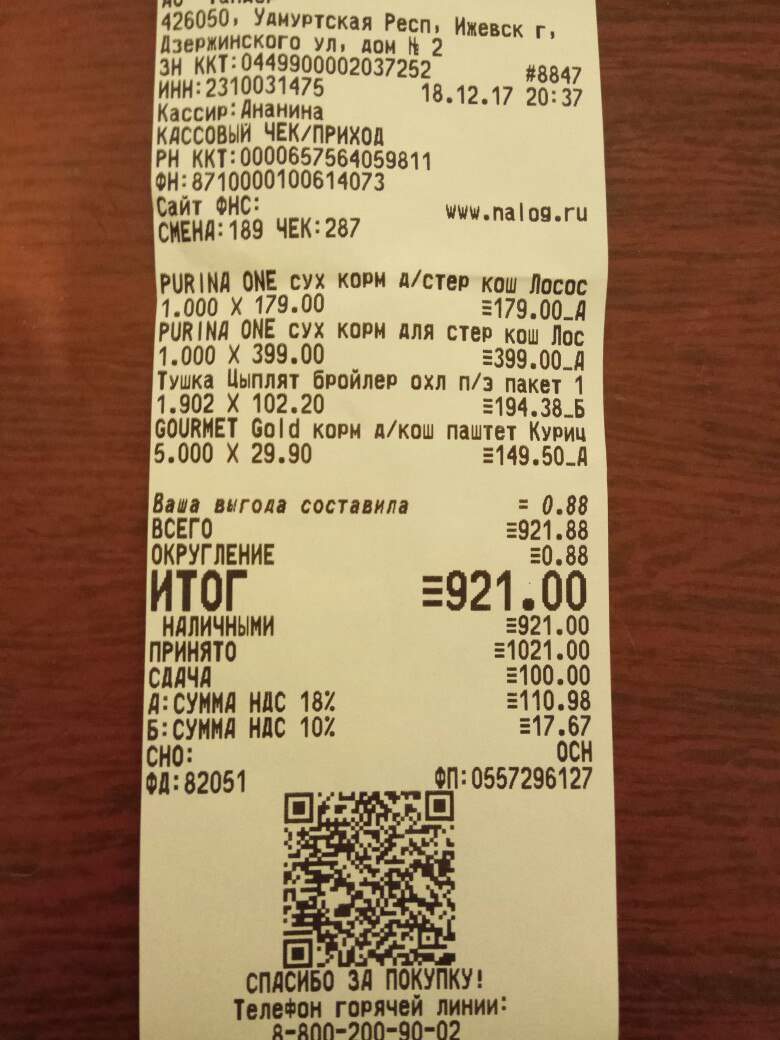 426050, Удмуртская Респ, Ижевск г,
Дзержинского ул, дом № 2
ЗН ККТ:0449900002037252 #8847
ИНН:2310031475 18.12.17 20:37
Кассир:Ананина
КАССОВЫЙ ЧЕК/ПРИХОД
РН ККТ:0000657564059811
ФН:8710000100614073
Сайт ФНС: www.nalog.ru
СМЕНА:189 ЧЕК:287
PURINA ONE сух корм д/стер кош Лосос
1.000 X 179.00 ≡179.00_А
PURINA ONE сух корм для стер кош Лос
1.000 X 399.00 ≡399.00_А
Тушка Цыплят бройлер охл п/э пакет 1
1.902 X 102.20 ≡194.38_Б
GOURMET Gold корм д/кош паштет Куриц
5.000 X 29.90 ≡149.50_А
Ваша выгода составила = 0.88
ВСЕГО ≡921.88
ОКРУГЛЕНИЕ ≡0.88
ИТОГ ≡921.00
НАЛИЧНЫМИ ≡921.00
ПРИНЯТО ≡1021.00
СДАЧА ≡100.00
А:СУММА НДС 18% ≡110.98
Б:СУММА НДС 10% ≡17.67
СНО: ОСН
ФД:82051 ФП:0557296127
СПАСИБО ЗА ПОКУПКУ!
Телефон горячей линии:
8-800-200-90-02